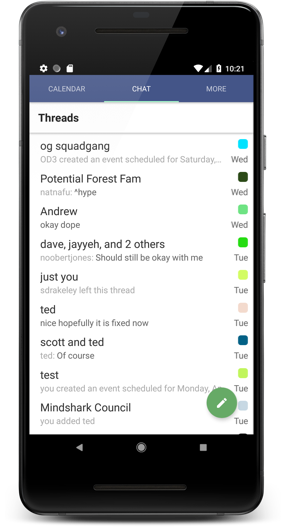 10:21
CALENDAR CHAT MORE
Threads
og squadgang
OD3 created an event scheduled for Saturday,... Wed
Potential Forest Fam
natnafu: ^hype Wed
Andrew
okay dope Wed
dave, jayyeh, and 2 others
noobertjones: Should still be okay with me Tue
just you
sdrakeley left this thread Tue
ted
nice hopefully it is fixed now Tue
scott and ted
ted: Of course Tue
test
you created an event scheduled for Monday, Tue
Mindshark Council
you added ted Tue